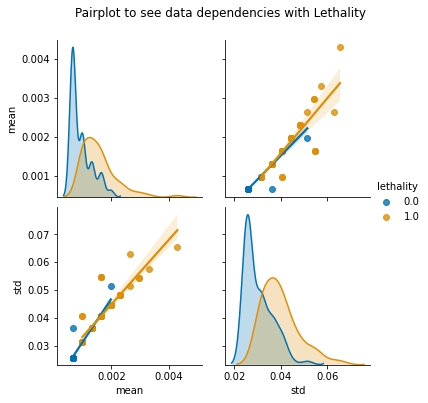 Pairplot to see data dependencies with Lethality
0.004
0.003
0.002
0.001
mean
lethality
0.0
1.0
0.07
0.06
0.05
0.04
0.03
std
0.002 0.004
mean
0.02 0.04 0.06
std